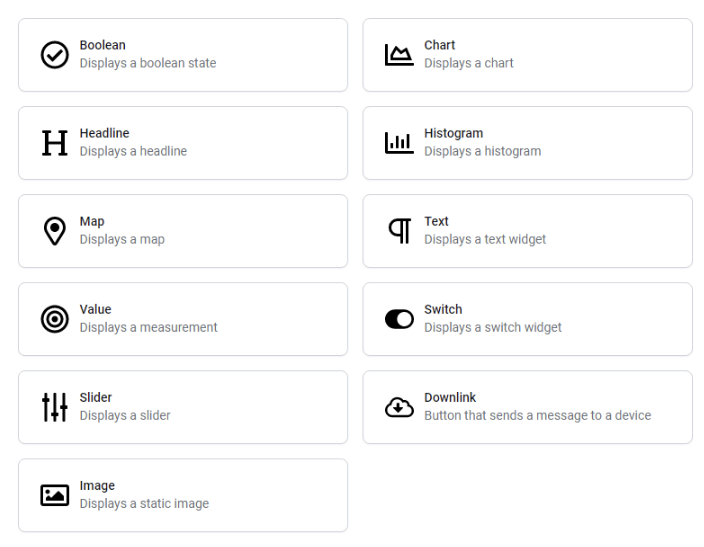 Boolean
Displays a boolean state
Chart
Displays a chart
Headline
Displays a headline
Histogram
Displays a histogram
Map
Displays a map
Text
Displays a text widget
Value
Displays a measurement
Switch
Displays a switch widget
Slider
Displays a slider
Downlink
Button that sends a message to a device
Image
Displays a static image